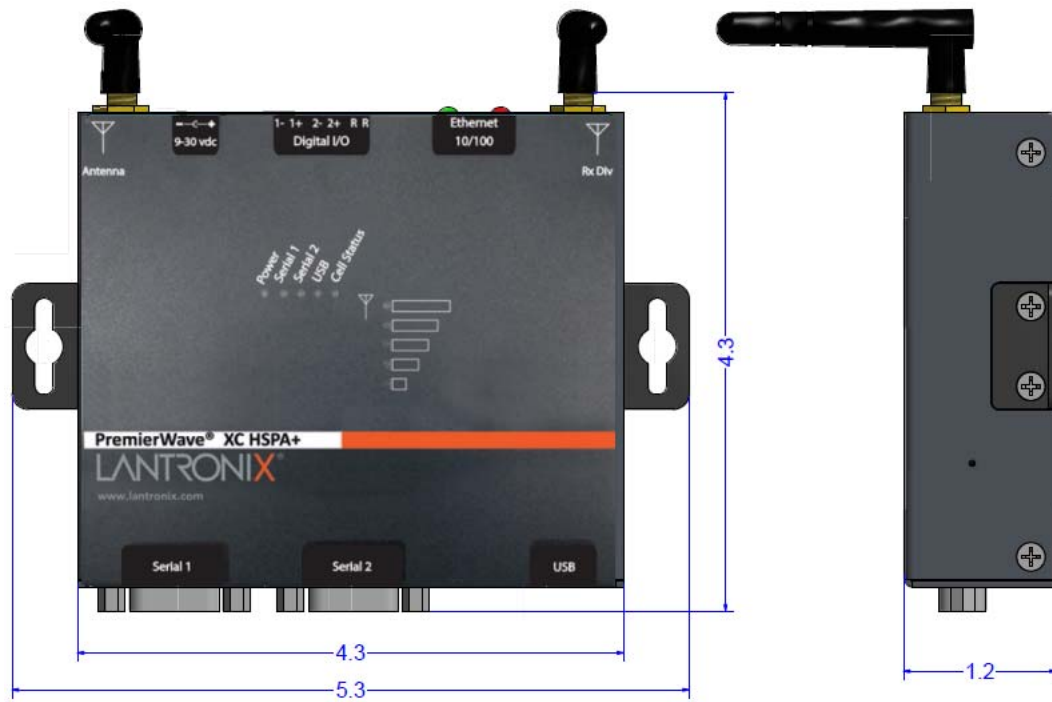 - +
9-30 vdc
1- 1+ 2- 2+ R R
Digital I/O
Ethernet
10/100
Antenna
Rx Div
Power
Serial 1
Serial 2
USB
Cell Status
4.3
PremierWave® XC HSPA+
LANTRONIX®
www.lantronix.com
Serial 1
Serial 2
USB
4.3
5.3
1.2